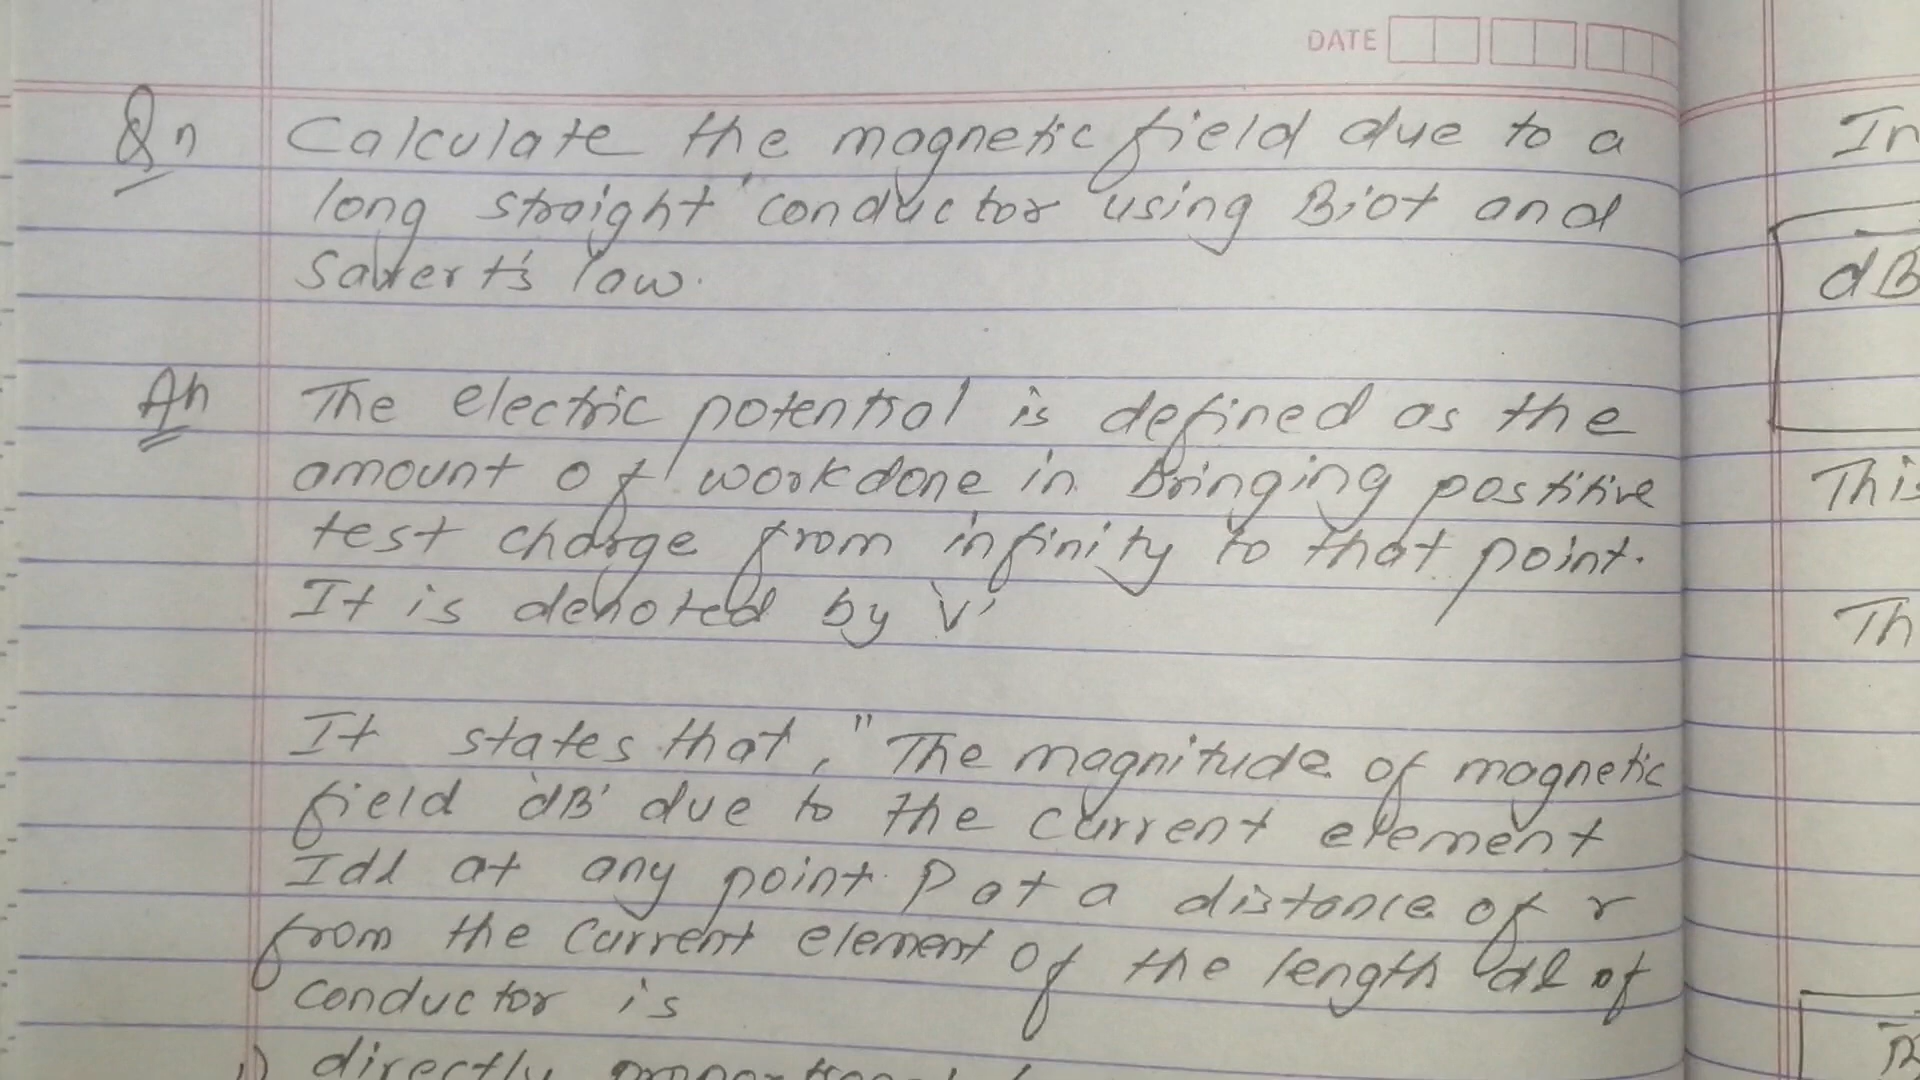 DATE
Qn Calculate the magnetic field due to a
long straight conductor using Biot and
Savert's law.
An The electric potential is defined as the
amount of workdone in Bringing postitive
test charge from infinity to that point.
It is denoted by 'V'
It states that, "The magnitude of magnetic
field 'dB' due to the current element
Idl at any point P at a distance of r
from the current element of the length dl of
conductor is
i) directly proportional
In
dB
This
Th